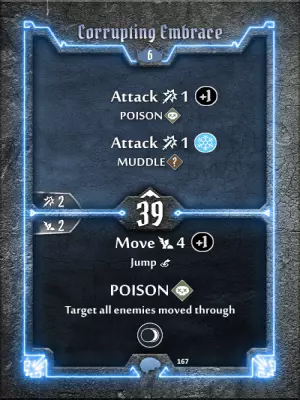 Corrupting Embrace
6
Attack 1 +1
POISON
Attack 1
MUDDLE ?
2
39
2
Move 4 +1
Jump
POISON
Target all enemies moved through
167